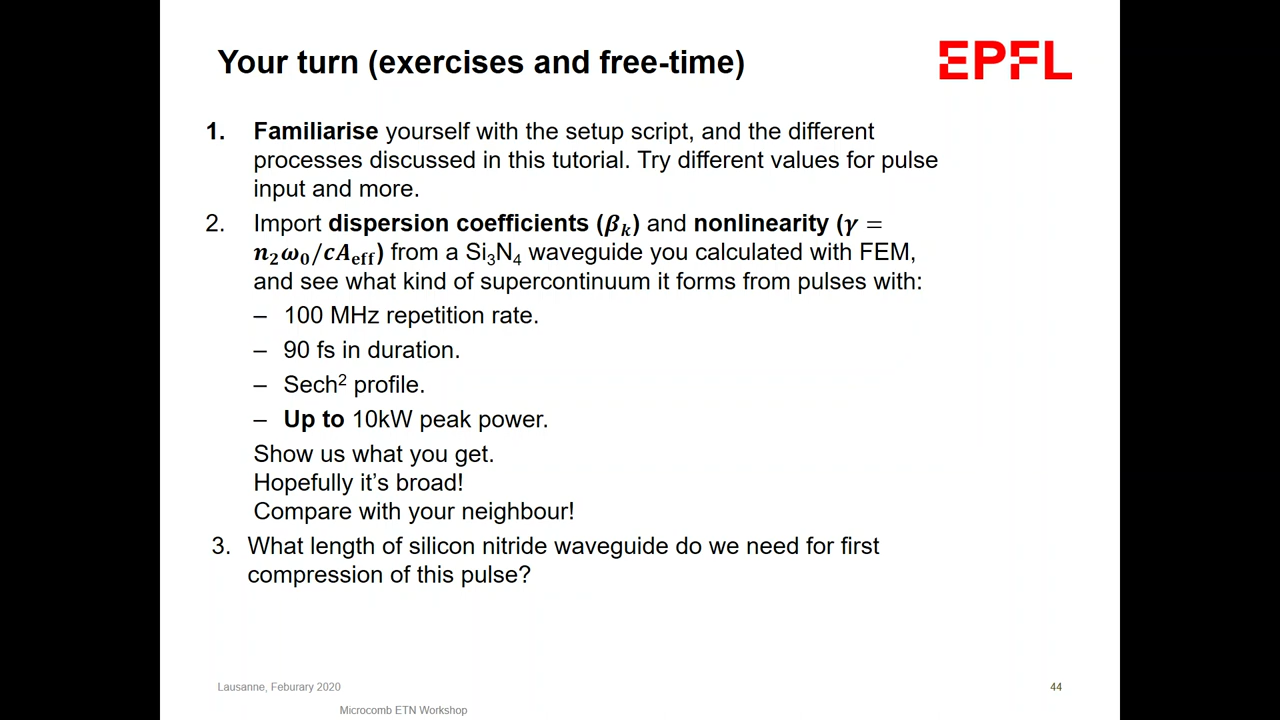 Your turn (exercises and free-time)
EPFL
1. Familiarise yourself with the setup script, and the different
processes discussed in this tutorial. Try different values for pulse
input and more.
2. Import dispersion coefficients (βₖ) and nonlinearity (γ =
n₂ω₀/cA_eff) from a Si₃N₄ waveguide you calculated with FEM,
and see what kind of supercontinuum it forms from pulses with:
– 100 MHz repetition rate.
– 90 fs in duration.
– Sech² profile.
– Up to 10kW peak power.
Show us what you get.
Hopefully it's broad!
Compare with your neighbour!
3. What length of silicon nitride waveguide do we need for first
compression of this pulse?
Lausanne, Feburary 2020
44
Microcomb ETN Workshop